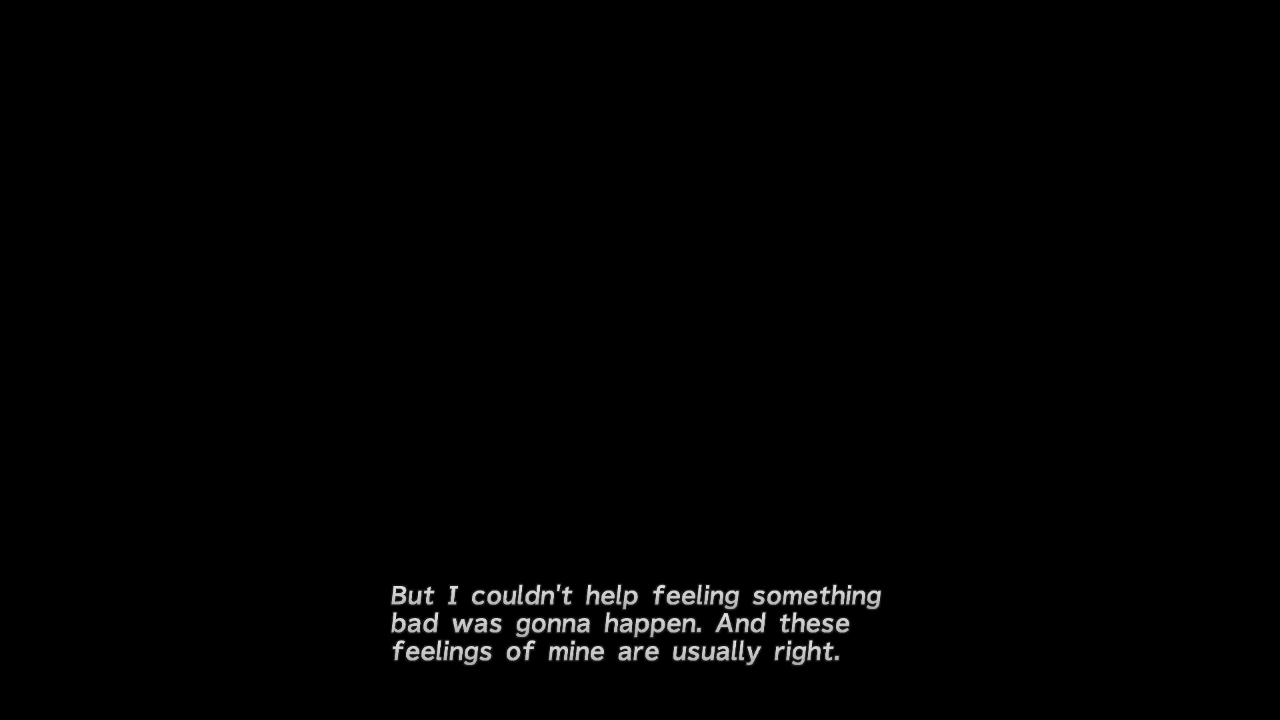 But I couldn't help feeling something
bad was gonna happen. And these
feelings of mine are usually right.